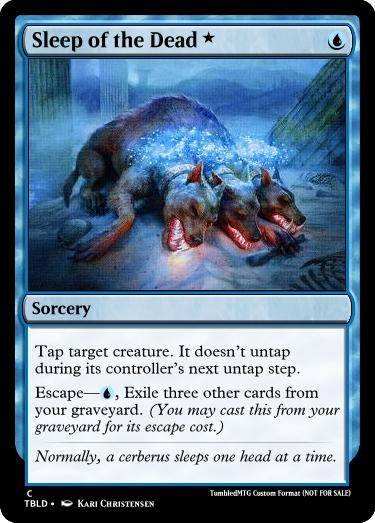 Sleep of the Dead ★
Sorcery
Tap target creature. It doesn't untap
during its controller's next untap step.
Escape—, Exile three other cards from
your graveyard. (You may cast this from your
graveyard for its escape cost.)
Normally, a cerberus sleeps one head at a time.
C
TBLD • Kari Christensen
TumbledMTG Custom Format (NOT FOR SALE)